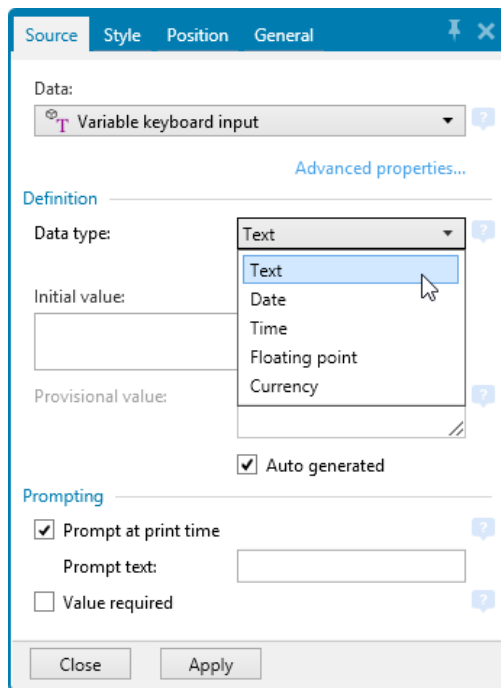 Source Style Position General
Data:
T Variable keyboard input
?
Advanced properties...
Definition
Data type:
Text
?
Text
Date
Time
Floating point
Currency
Initial value:
Provisional value:
?
Auto generated
Prompting
Prompt at print time
?
Prompt text:
Value required
?
Close Apply